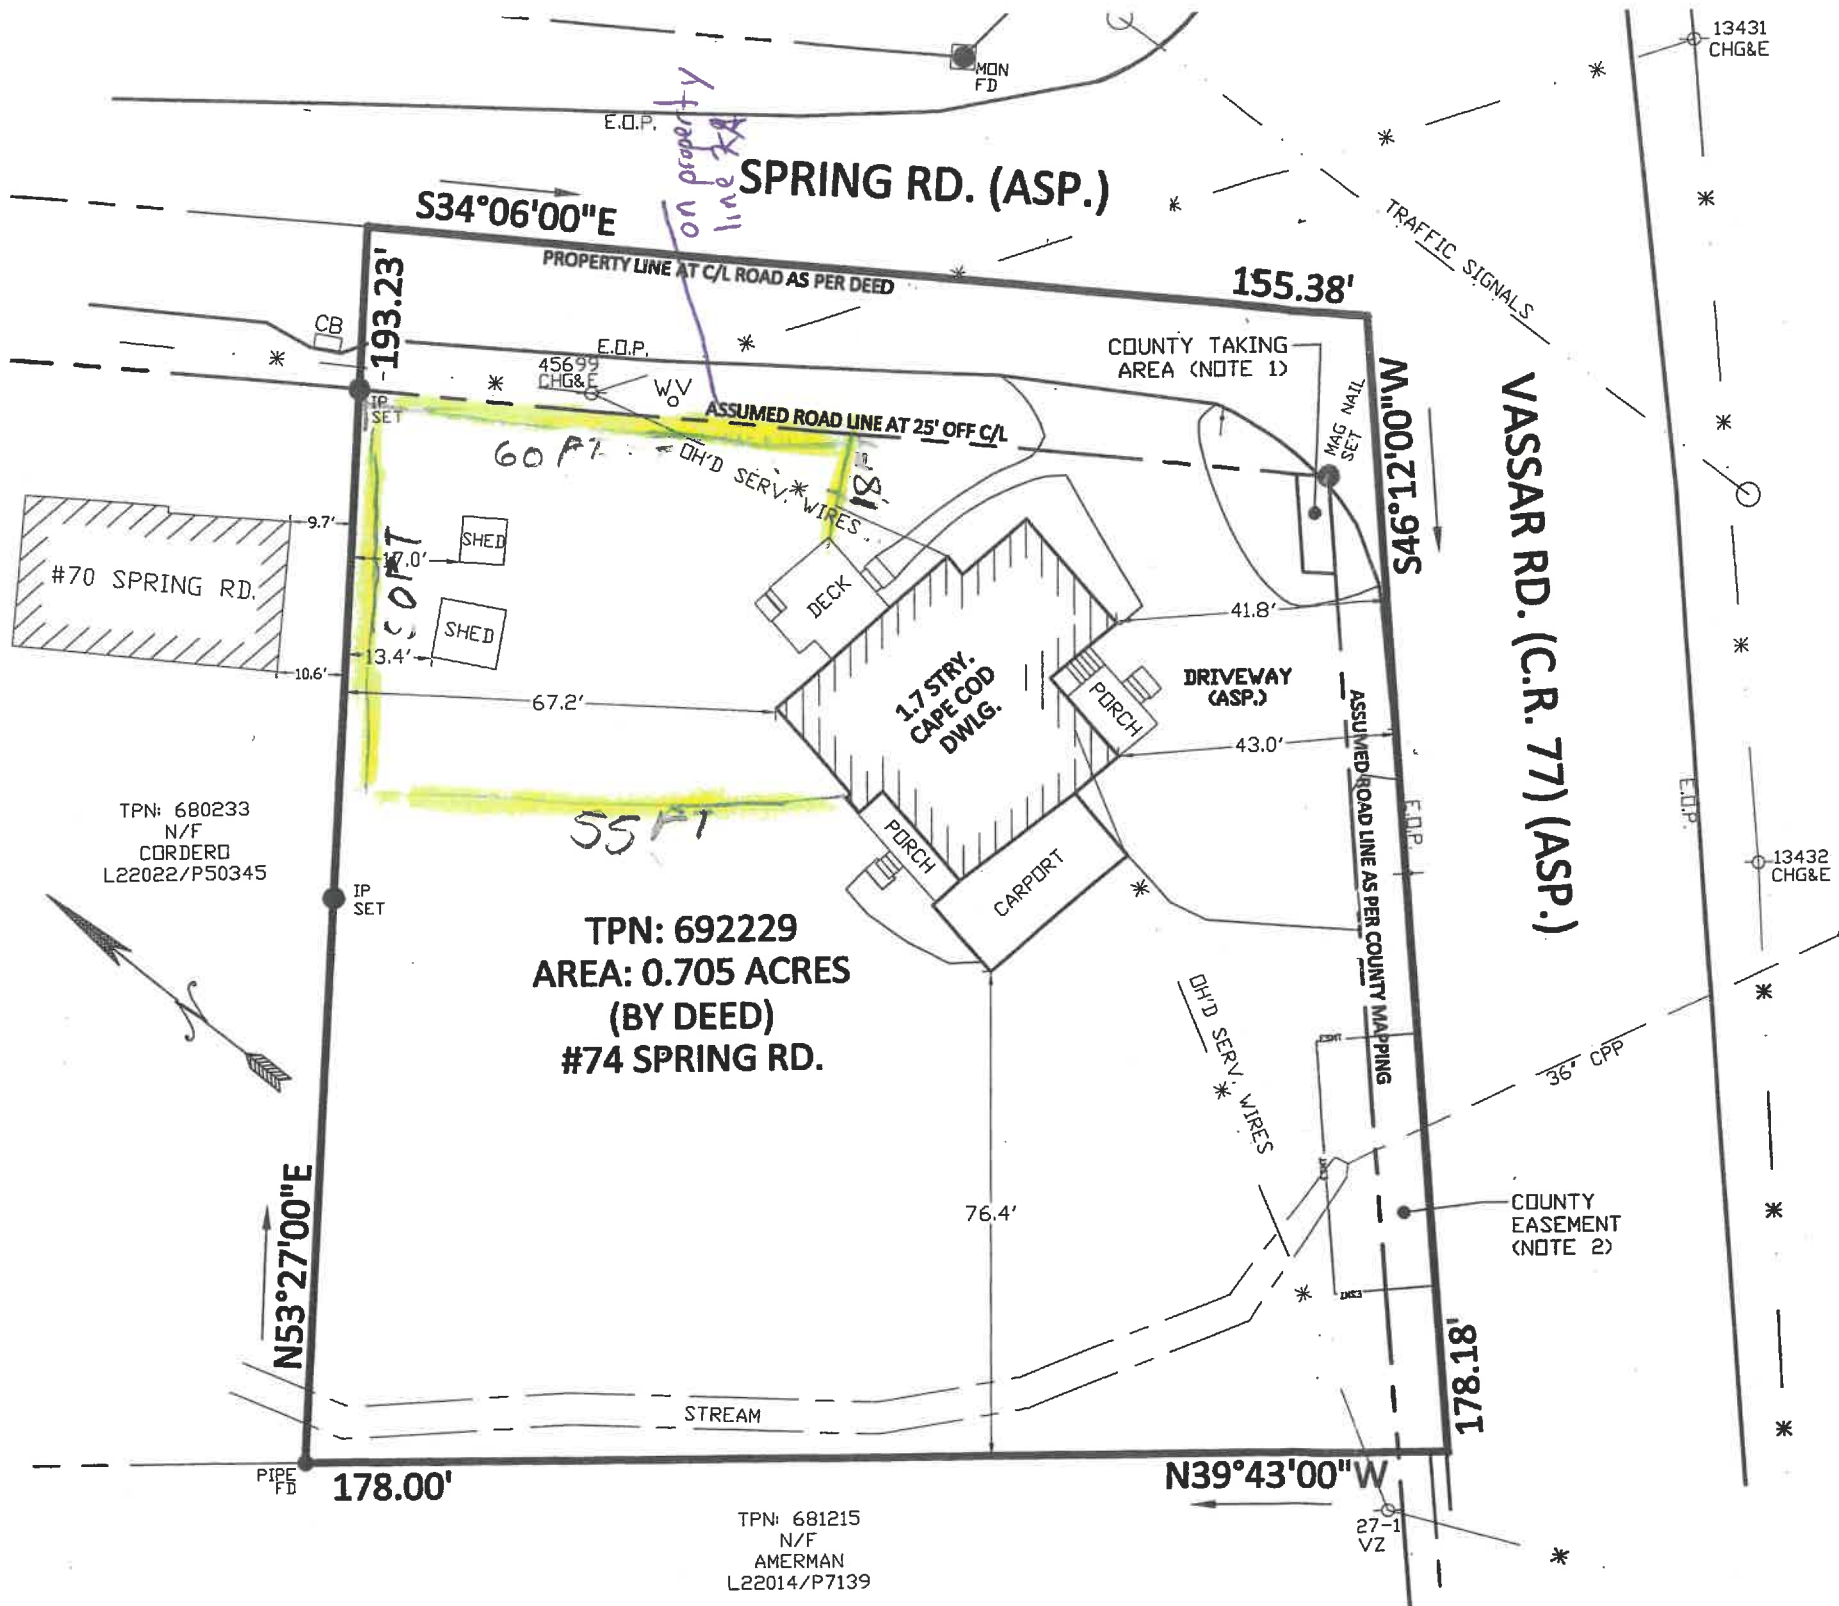 13431
CHG&E
MON
FD
E.O.P.
on property
line
SPRING RD. (ASP.)
S34°06'00"E
PROPERTY LINE AT C/L ROAD AS PER DEED
155.38'
TRAFFIC SIGNALS
193.23'
CB
E.O.P.
45699
CHG&E
WV
IP
SET
ASSUMED ROAD LINE AT 25' OFF C/L
COUNTY TAKING
AREA (NOTE 1)
MAG NAIL
SET
S46°12'00"W
VASSAR RD. (C.R. 77) (ASP.)
60 FT
OH'D SERV. WIRES
18'
9.7'
#70 SPRING RD.
10.6'
17.0'
SHED
50 FT
SHED
13.4'
67.2'
DECK
1.7 STRY.
CAPE COD
DWLG.
41.8'
DRIVEWAY
(ASP.)
PORCH
43.0'
ASSUMED ROAD LINE AS PER COUNTY MAPPING
E.O.P.
E.O.P.
13432
CHG&E
55 FT
PORCH
CARPORT
TPN: 680233
N/F
CORDERO
L22022/P50345
IP
SET
TPN: 692229
AREA: 0.705 ACRES
(BY DEED)
#74 SPRING RD.
N
OH'D SERV. WIRES
36" CPP
ESMT
ESMT
ESMT
76.4'
COUNTY
EASEMENT
(NOTE 2)
N53°27'00"E
STREAM
178.18'
PIPE
FD
178.00'
N39°43'00"W
27-1
VZ
TPN: 681215
N/F
AMERMAN
L22014/P7139